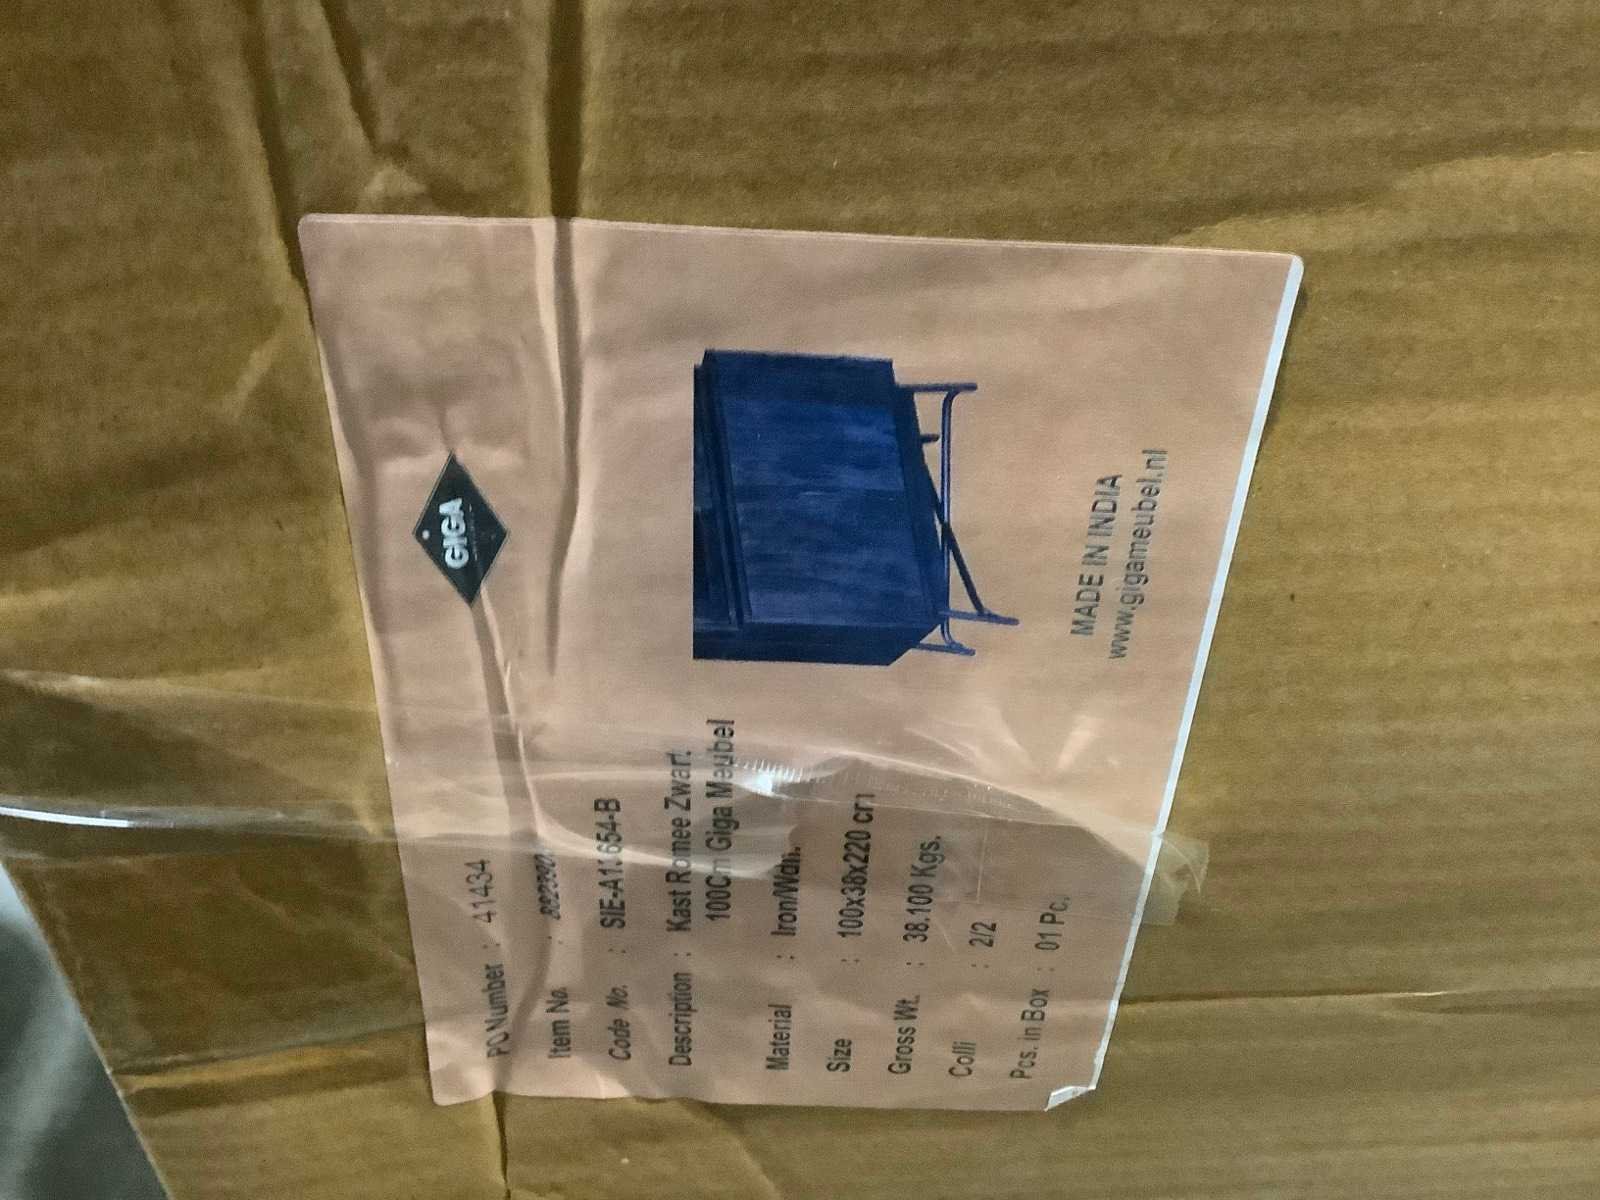 GIGA
PO Number : 41434
Item No. :
Code No. : SIE-A13654-B
Description : Kast Romee Zwart
100Cm Giga Meubel
Material : Iron/Wdn.
Size : 100x38x220 cm
Gross Wt. : 38.100 Kgs.
Colli : 2/2
Pcs. in Box : 01 Pc.
MADE IN INDIA
www.gigameubel.nl